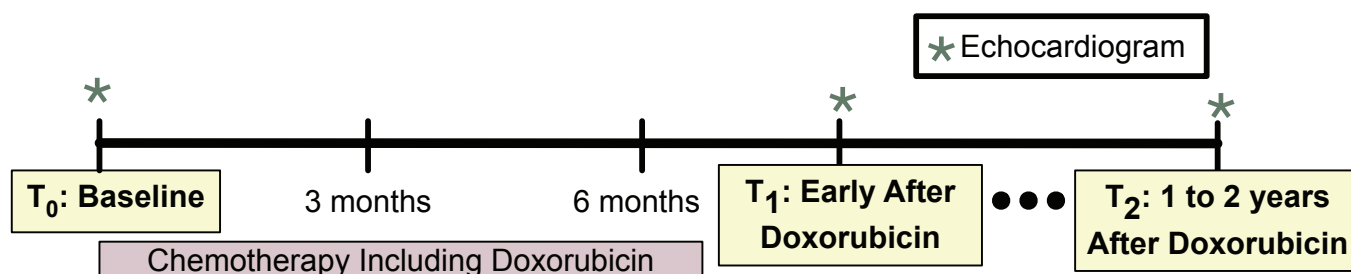 * Echocardiogram
T0: Baseline
3 months
6 months
T1: Early After
Doxorubicin
T2: 1 to 2 years
After Doxorubicin
Chemotherapy Including Doxorubicin